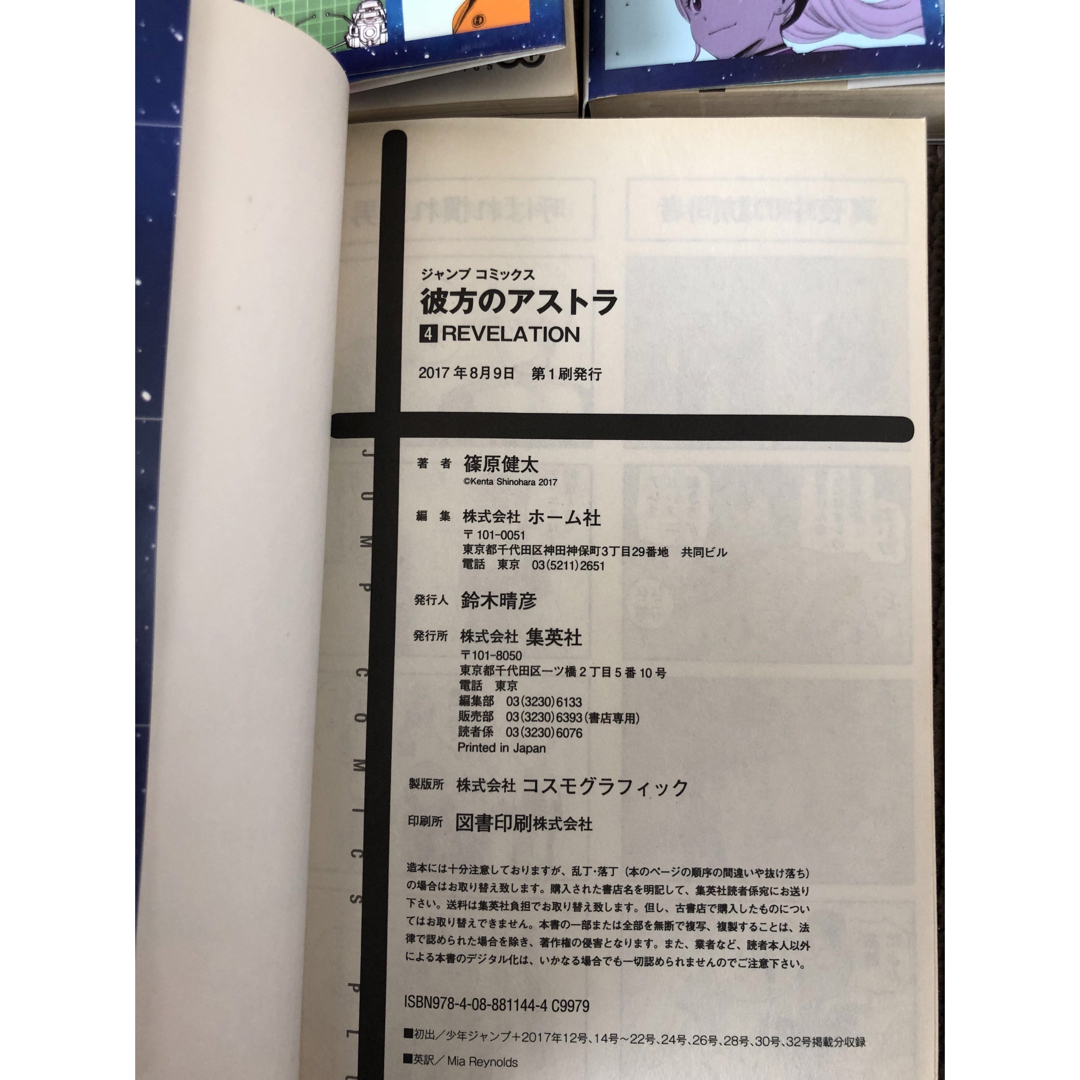 ジャンプ コミックス
彼方のアストラ
4 REVELATION
2017年8月9日 第1刷発行
著者 篠原健太
©Kenta Shinohara 2017
編集 株式会社 ホーム社
〒101-0051
東京都千代田区神田神保町3丁目29番地 共同ビル
電話 東京 03(5211)2651
発行人 鈴木晴彦
発行所 株式会社 集英社
〒101-8050
東京都千代田区一ツ橋2丁目5番10号
電話 東京
編集部 03(3230)6133
販売部 03(3230)6393(書店専用)
読者係 03(3230)6076
Printed in Japan
製版所 株式会社 コスモグラフィック
印刷所 図書印刷株式会社
造本には十分注意しておりますが、乱丁・落丁(本のページの順序の間違いや抜け落ち)
の場合はお取り替え致します。購入された書店名を明記して、集英社読者係宛にお送り
下さい。送料は集英社負担でお取り替え致します。但し、古書店で購入したものについ
てはお取り替えできません。本書の一部または全部を無断で複写、複製することは、法
律で認められた場合を除き、著作権の侵害となります。また、業者など、読者本人以外
による本書のデジタル化は、いかなる場合でも一切認められませんのでご注意下さい。
ISBN978-4-08-881144-4 C9979
■初出/少年ジャンプ+2017年12号、14号~22号、24号、26号、28号、30号、32号掲載分収録
■英訳/Mia Reynolds
JUMP COMICS PL